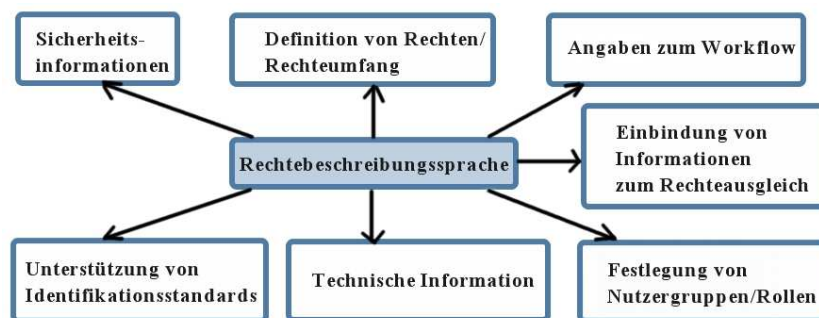 Sicherheits-
informationen
Definition von Rechten/
Rechteumfang
Angaben zum Workflow
Rechtebeschreibungssprache
Einbindung von
Informationen
zum Rechteausgleich
Unterstützung von
Identifikationsstandards
Technische Information
Festlegung von
Nutzergruppen/Rollen